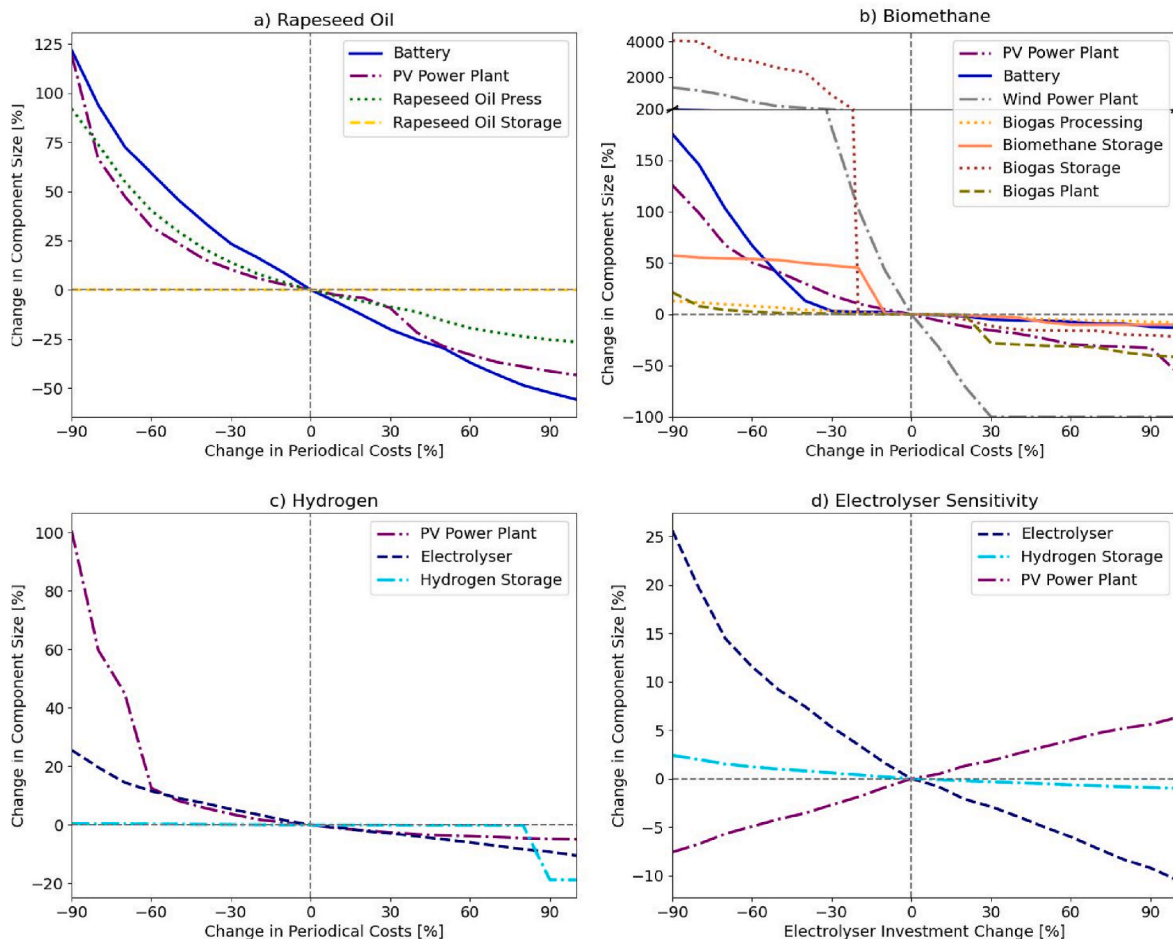 a) Rapeseed Oil
Change in Component Size [%]
125
100
75
50
25
0
−25
−50
Battery
PV Power Plant
Rapeseed Oil Press
Rapeseed Oil Storage
−90
−60
−30
0
30
60
90
Change in Periodical Costs [%]
b) Biomethane
Change in Component Size [%]
4000
2000
200
150
100
50
0
−50
−100
PV Power Plant
Battery
Wind Power Plant
Biogas Processing
Biomethane Storage
Biogas Storage
Biogas Plant
−90
−60
−30
0
30
60
90
Change in Periodical Costs [%]
c) Hydrogen
Change in Component Size [%]
100
80
60
40
20
0
−20
PV Power Plant
Electrolyser
Hydrogen Storage
−90
−60
−30
0
30
60
90
Change in Periodical Costs [%]
d) Electrolyser Sensitivity
Change in Component Size [%]
25
20
15
10
5
0
−5
−10
Electrolyser
Hydrogen Storage
PV Power Plant
−90
−60
−30
0
30
60
90
Electrolyser Investment Change [%]